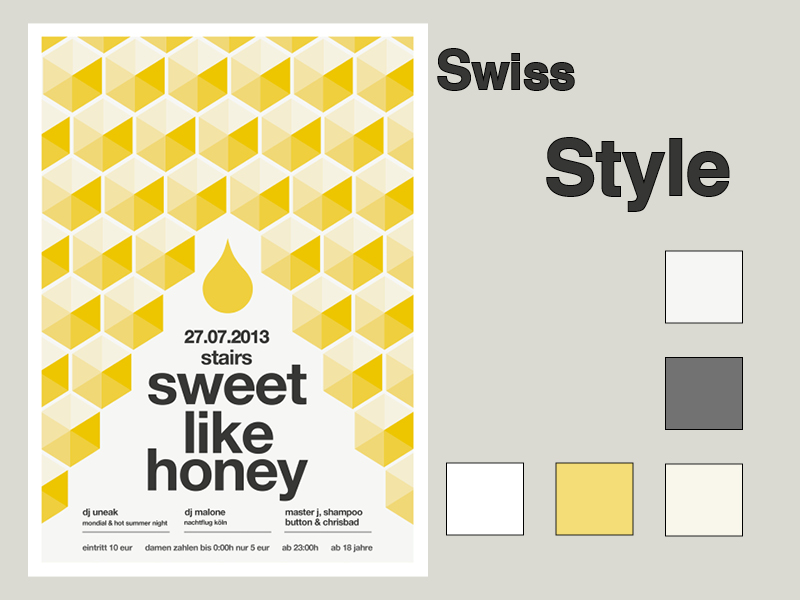 Swiss
Style
27.07.2013
stairs
sweet
like
honey
dj uneak
mondial & hot summer night
dj malone
nachtflug köln
master j, shampoo
button & chrisbad
eintritt 10 eur damen zahlen bis 0:00h nur 5 eur ab 23:00h ab 18 jahre